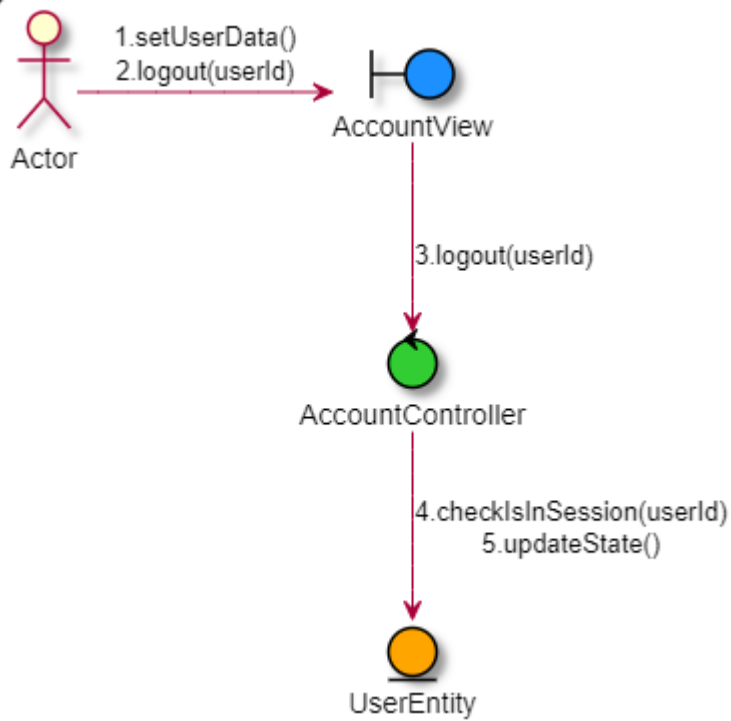 1.setUserData()
2.logout(userId)
Actor
AccountView
3.logout(userId)
AccountController
4.checkIsInSession(userId)
5.updateState()
UserEntity